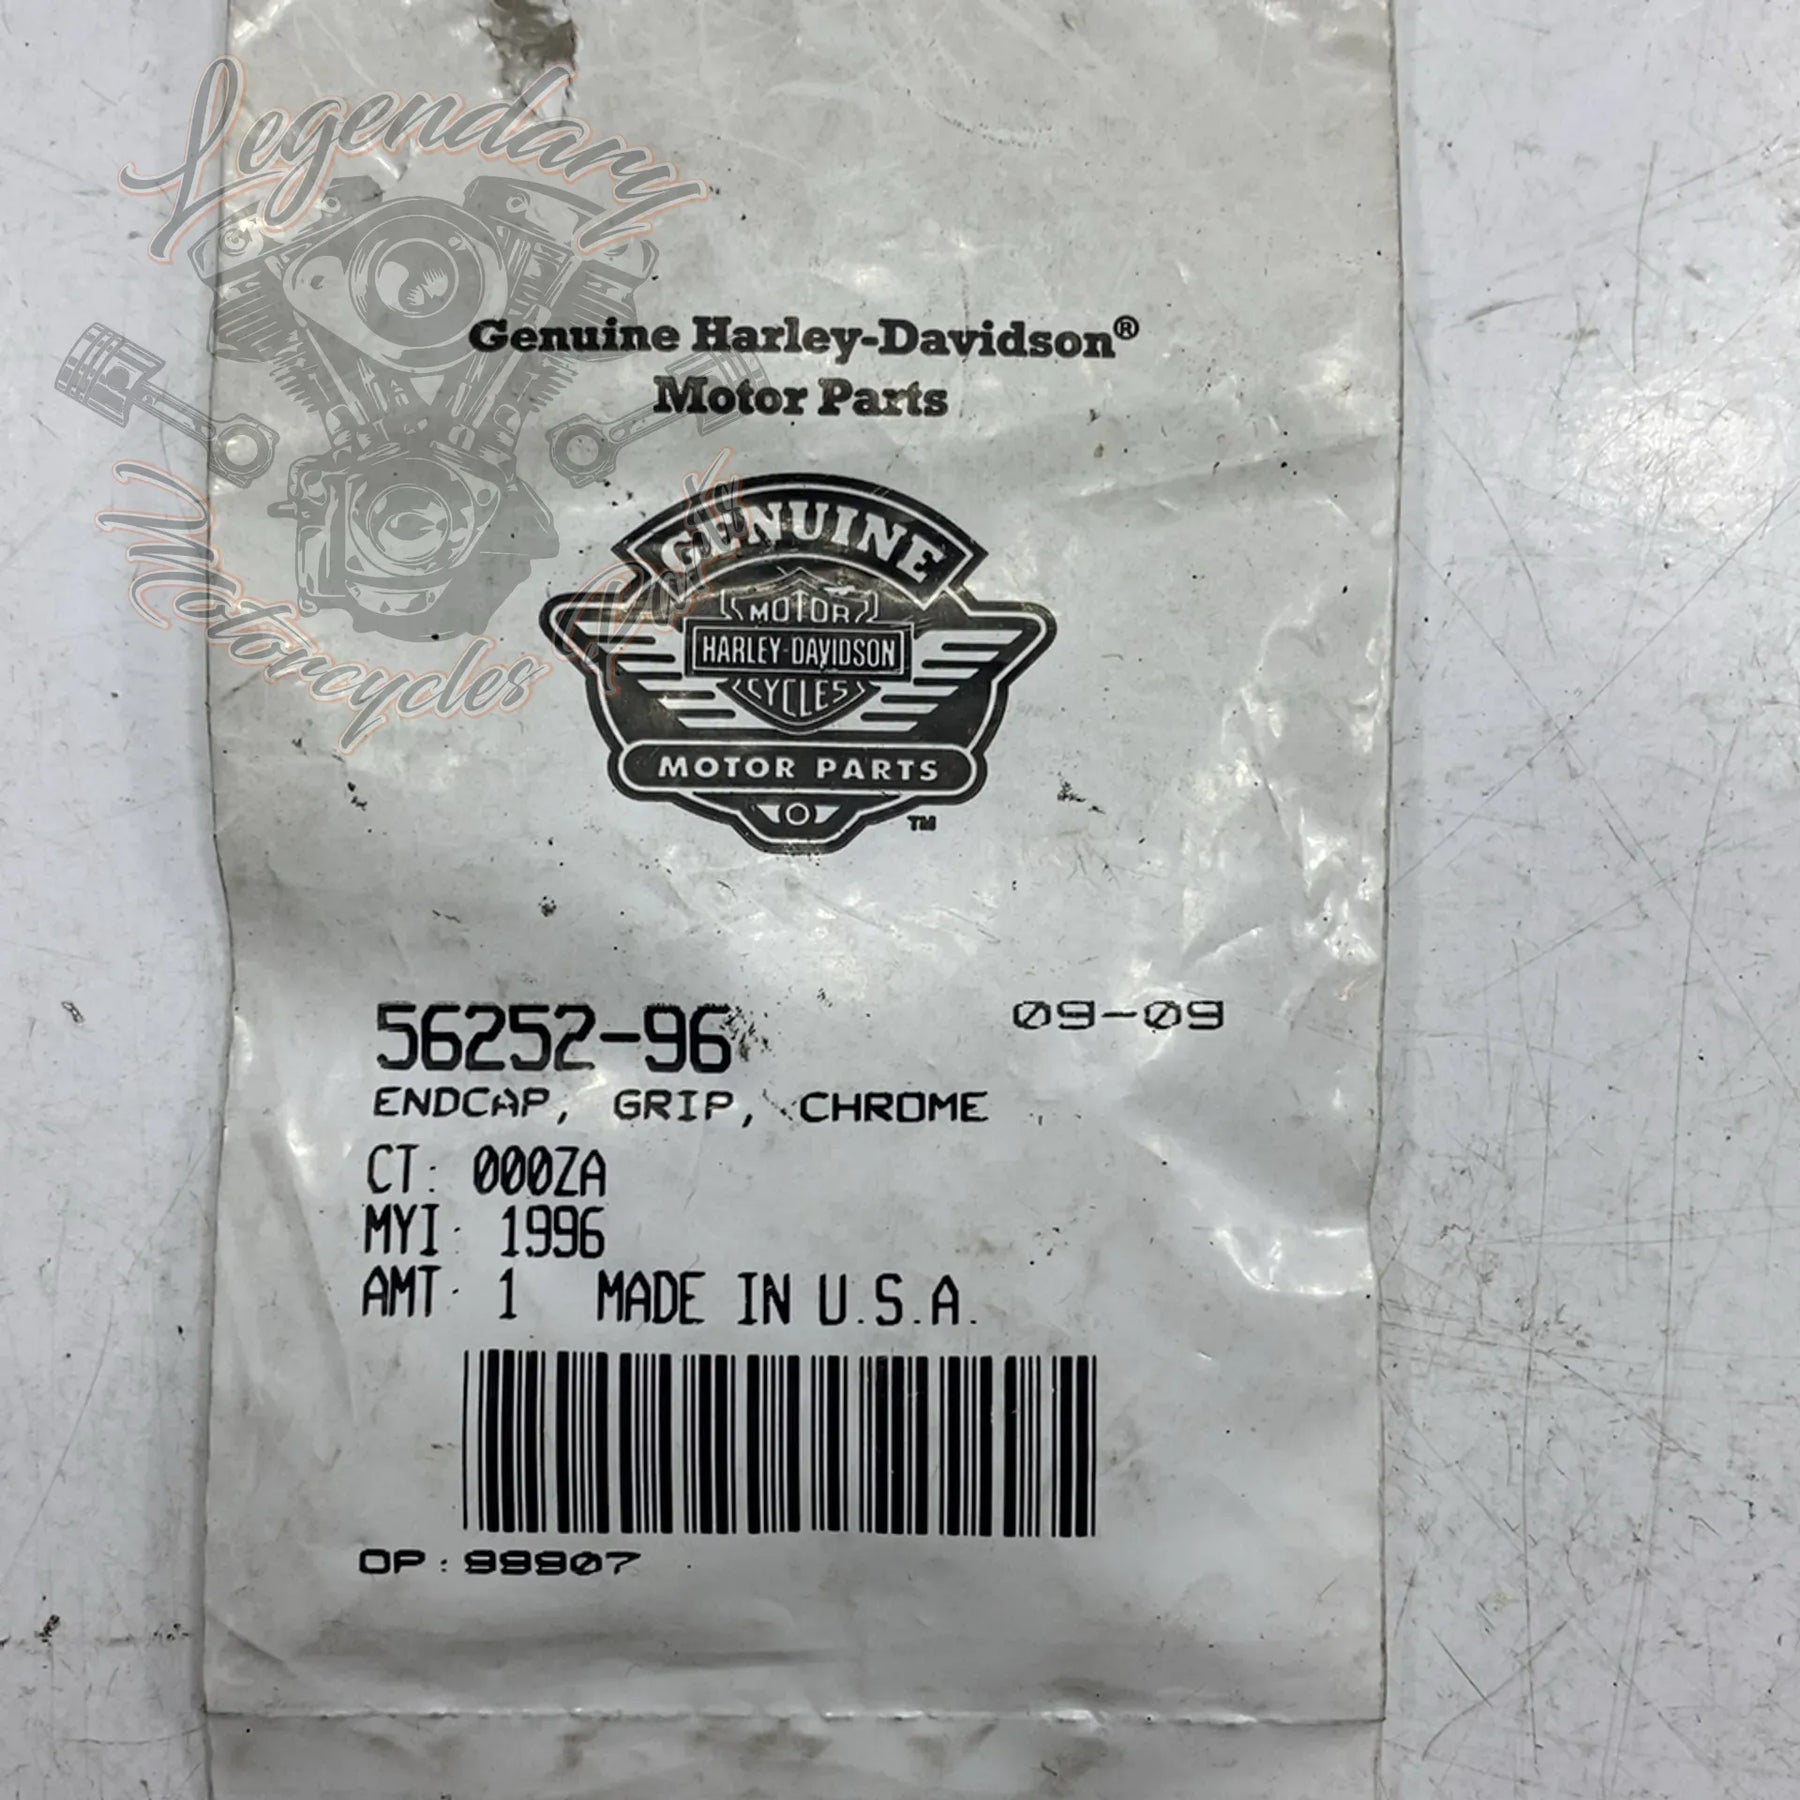 Legendary
Motorcycles Parts
Genuine Harley-Davidson®
Motor Parts
GENUINE
MOTOR
HARLEY-DAVIDSON
CYCLES
MOTOR PARTS
TM
56252-96 09-09
ENDCAP, GRIP, CHROME
CT: 000ZA
MYI: 1996
AMT: 1 MADE IN U.S.A.
OP: 99907